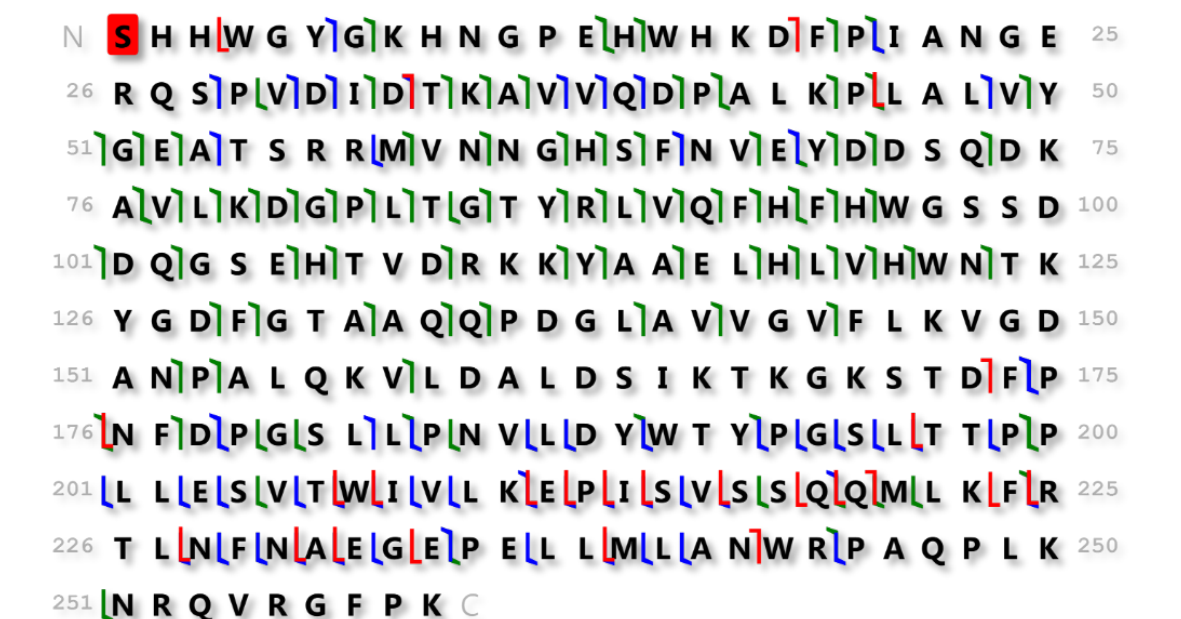 N S H H W G Y G K H N G P E H W H K D F P I A N G E 25
26 R Q S P V D I D T K A V V Q D P A L K P L A L V Y 50
51 G E A T S R R M V N N G H S F N V E Y D D S Q D K 75
76 A V L K D G P L T G T Y R L V Q F H F H W G S S D 100
101 D Q G S E H T V D R K K Y A A E L H L V H W N T K 125
126 Y G D F G T A A Q Q P D G L A V V G V F L K V G D 150
151 A N P A L Q K V L D A L D S I K T K G K S T D F P 175
176 N F D P G S L L P N V L D Y W T Y P G S L T T P P 200
201 L L E S V T W I V L K E P I S V S S Q Q M L K F R 225
226 T L N F N A E G E P E L L M L A N W R P A Q P L K 250
251 N R Q V R G F P K C